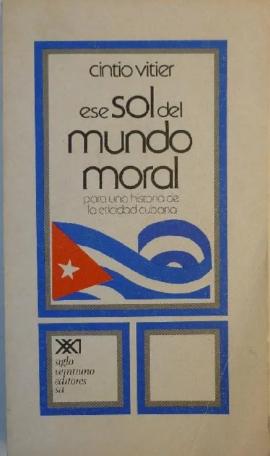 cintio vitier
ese sol del
mundo
moral
para una historia de
la eticidad cubana
siglo
veintiuno
editores
sa